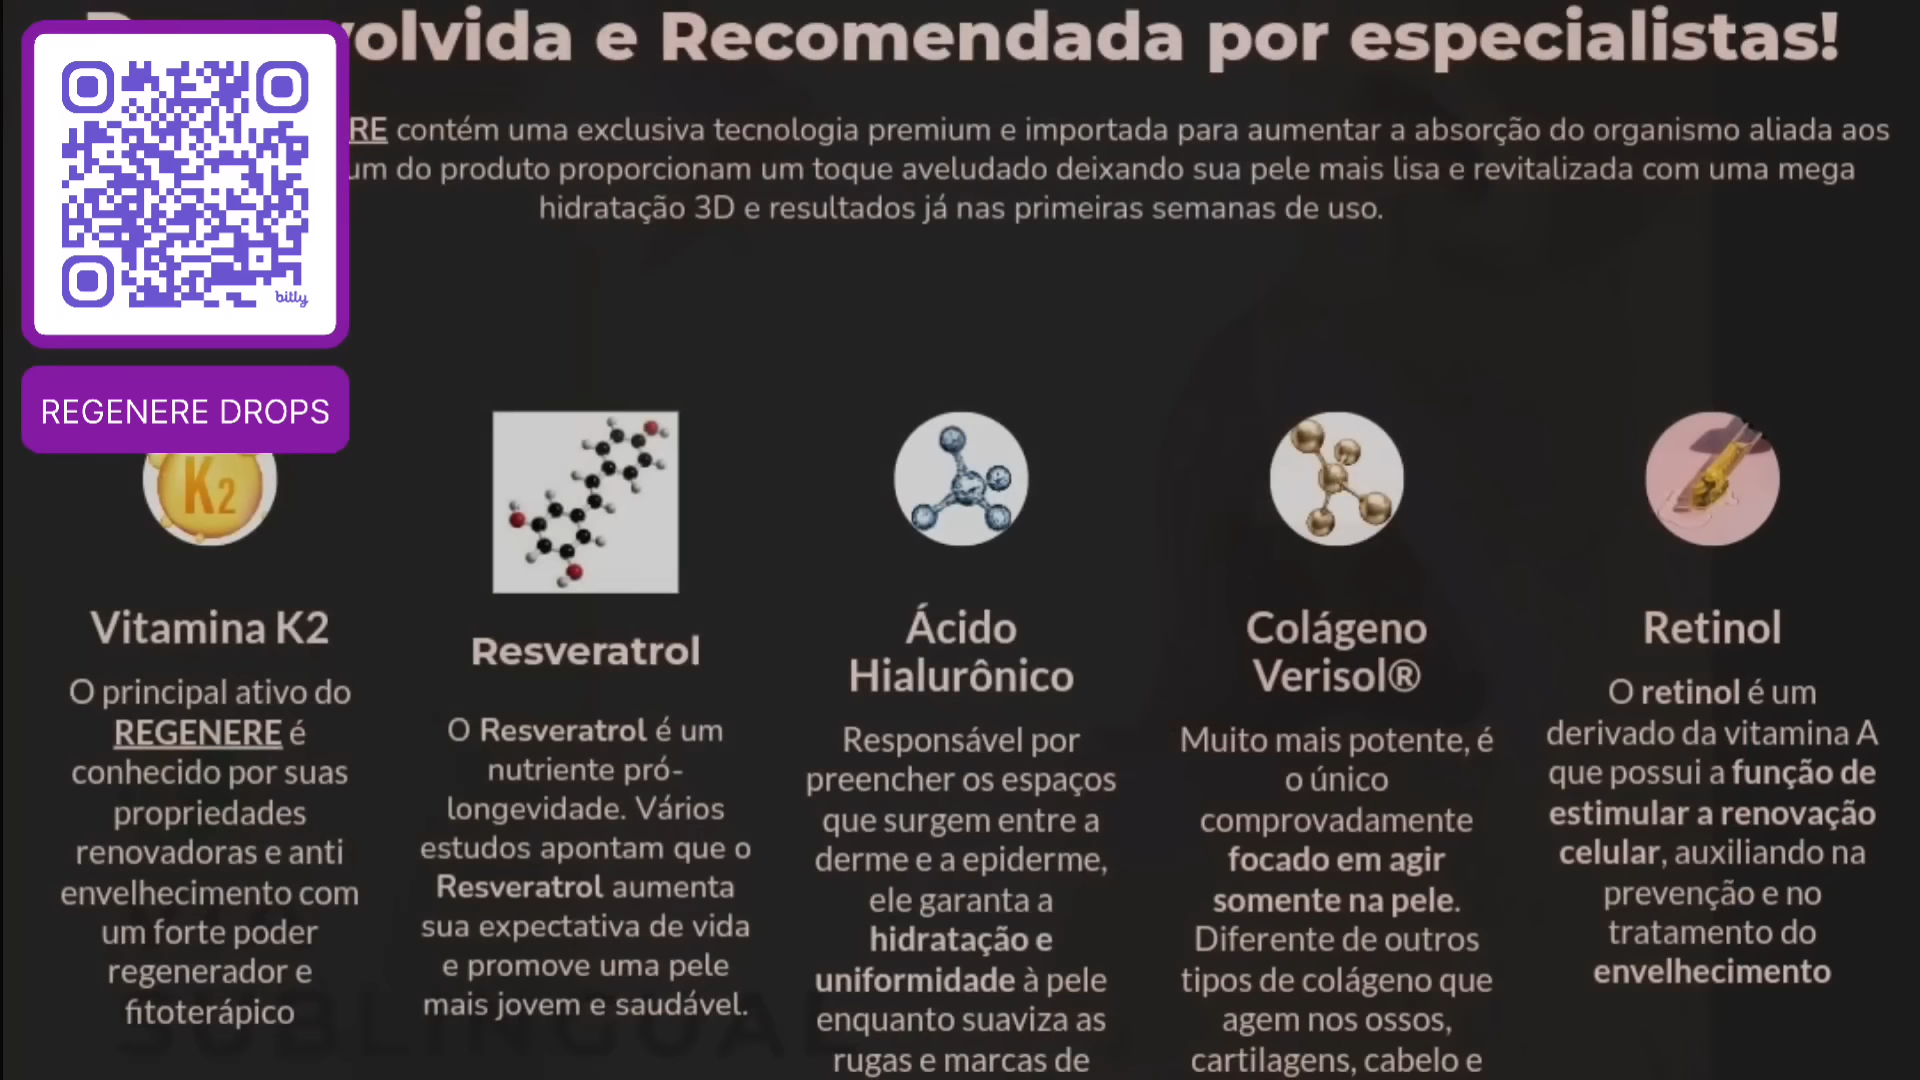 volvida e Recomendada por especialistas!
RE contém uma exclusiva tecnologia premium e importada para aumentar a absorção do organismo aliada aos
um do produto proporcionam um toque aveludado deixando sua pele mais lisa e revitalizada com uma mega
hidratação 3D e resultados já nas primeiras semanas de uso.
bitly
REGENERE DROPS
K2
Vitamina K2
O principal ativo do
REGENERE é
conhecido por suas
propriedades
renovadoras e anti
envelhecimento com
um forte poder
regenerador e
fitoterápico
Resveratrol
O Resveratrol é um
nutriente pró-
longevidade. Vários
estudos apontam que o
Resveratrol aumenta
sua expectativa de vida
e promove uma pele
mais jovem e saudável.
Ácido
Hialurônico
Responsável por
preencher os espaços
que surgem entre a
derme e a epiderme,
ele garanta a
hidratação e
uniformidade à pele
enquanto suaviza as
rugas e marcas de
Colágeno
Verisol®
Muito mais potente, é
o único
comprovadamente
focado em agir
somente na pele.
Diferente de outros
tipos de colágeno que
agem nos ossos,
cartilagens, cabelo e
Retinol
O retinol é um
derivado da vitamina A
que possui a função de
estimular a renovação
celular, auxiliando na
prevenção e no
tratamento do
envelhecimento
SUBLINGUAL